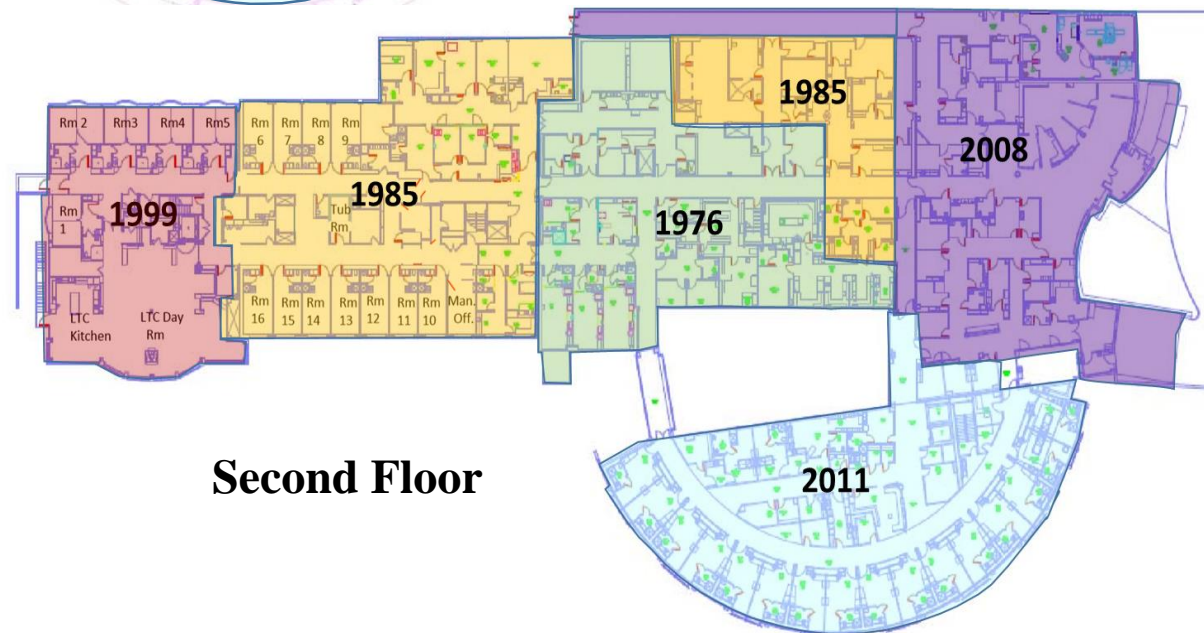 1985
2008
1985
1976
1999
2011
Rm 2
Rm3
Rm4
Rm5
Rm
1
LTC
Kitchen
LTC Day
Rm
Rm
6
Rm
7
Rm
8
Rm
9
Tub
Rm
Rm
16
Rm
15
Rm
14
Rm
13
Rm
12
Rm
11
Rm
10
Man.
Off.
Second Floor